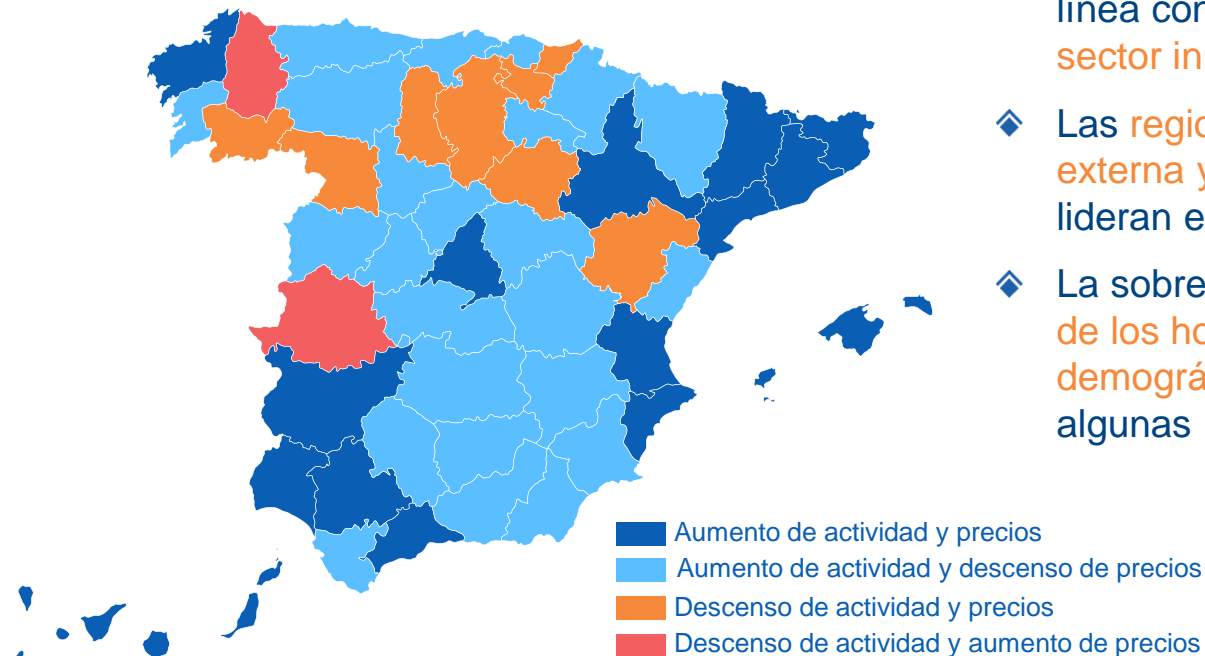 línea con
sector in
Las regio
externa y
lideran e
La sobre
de los ho
demográ
algunas
Aumento de actividad y precios
Aumento de actividad y descenso de precios
Descenso de actividad y precios
Descenso de actividad y aumento de precios